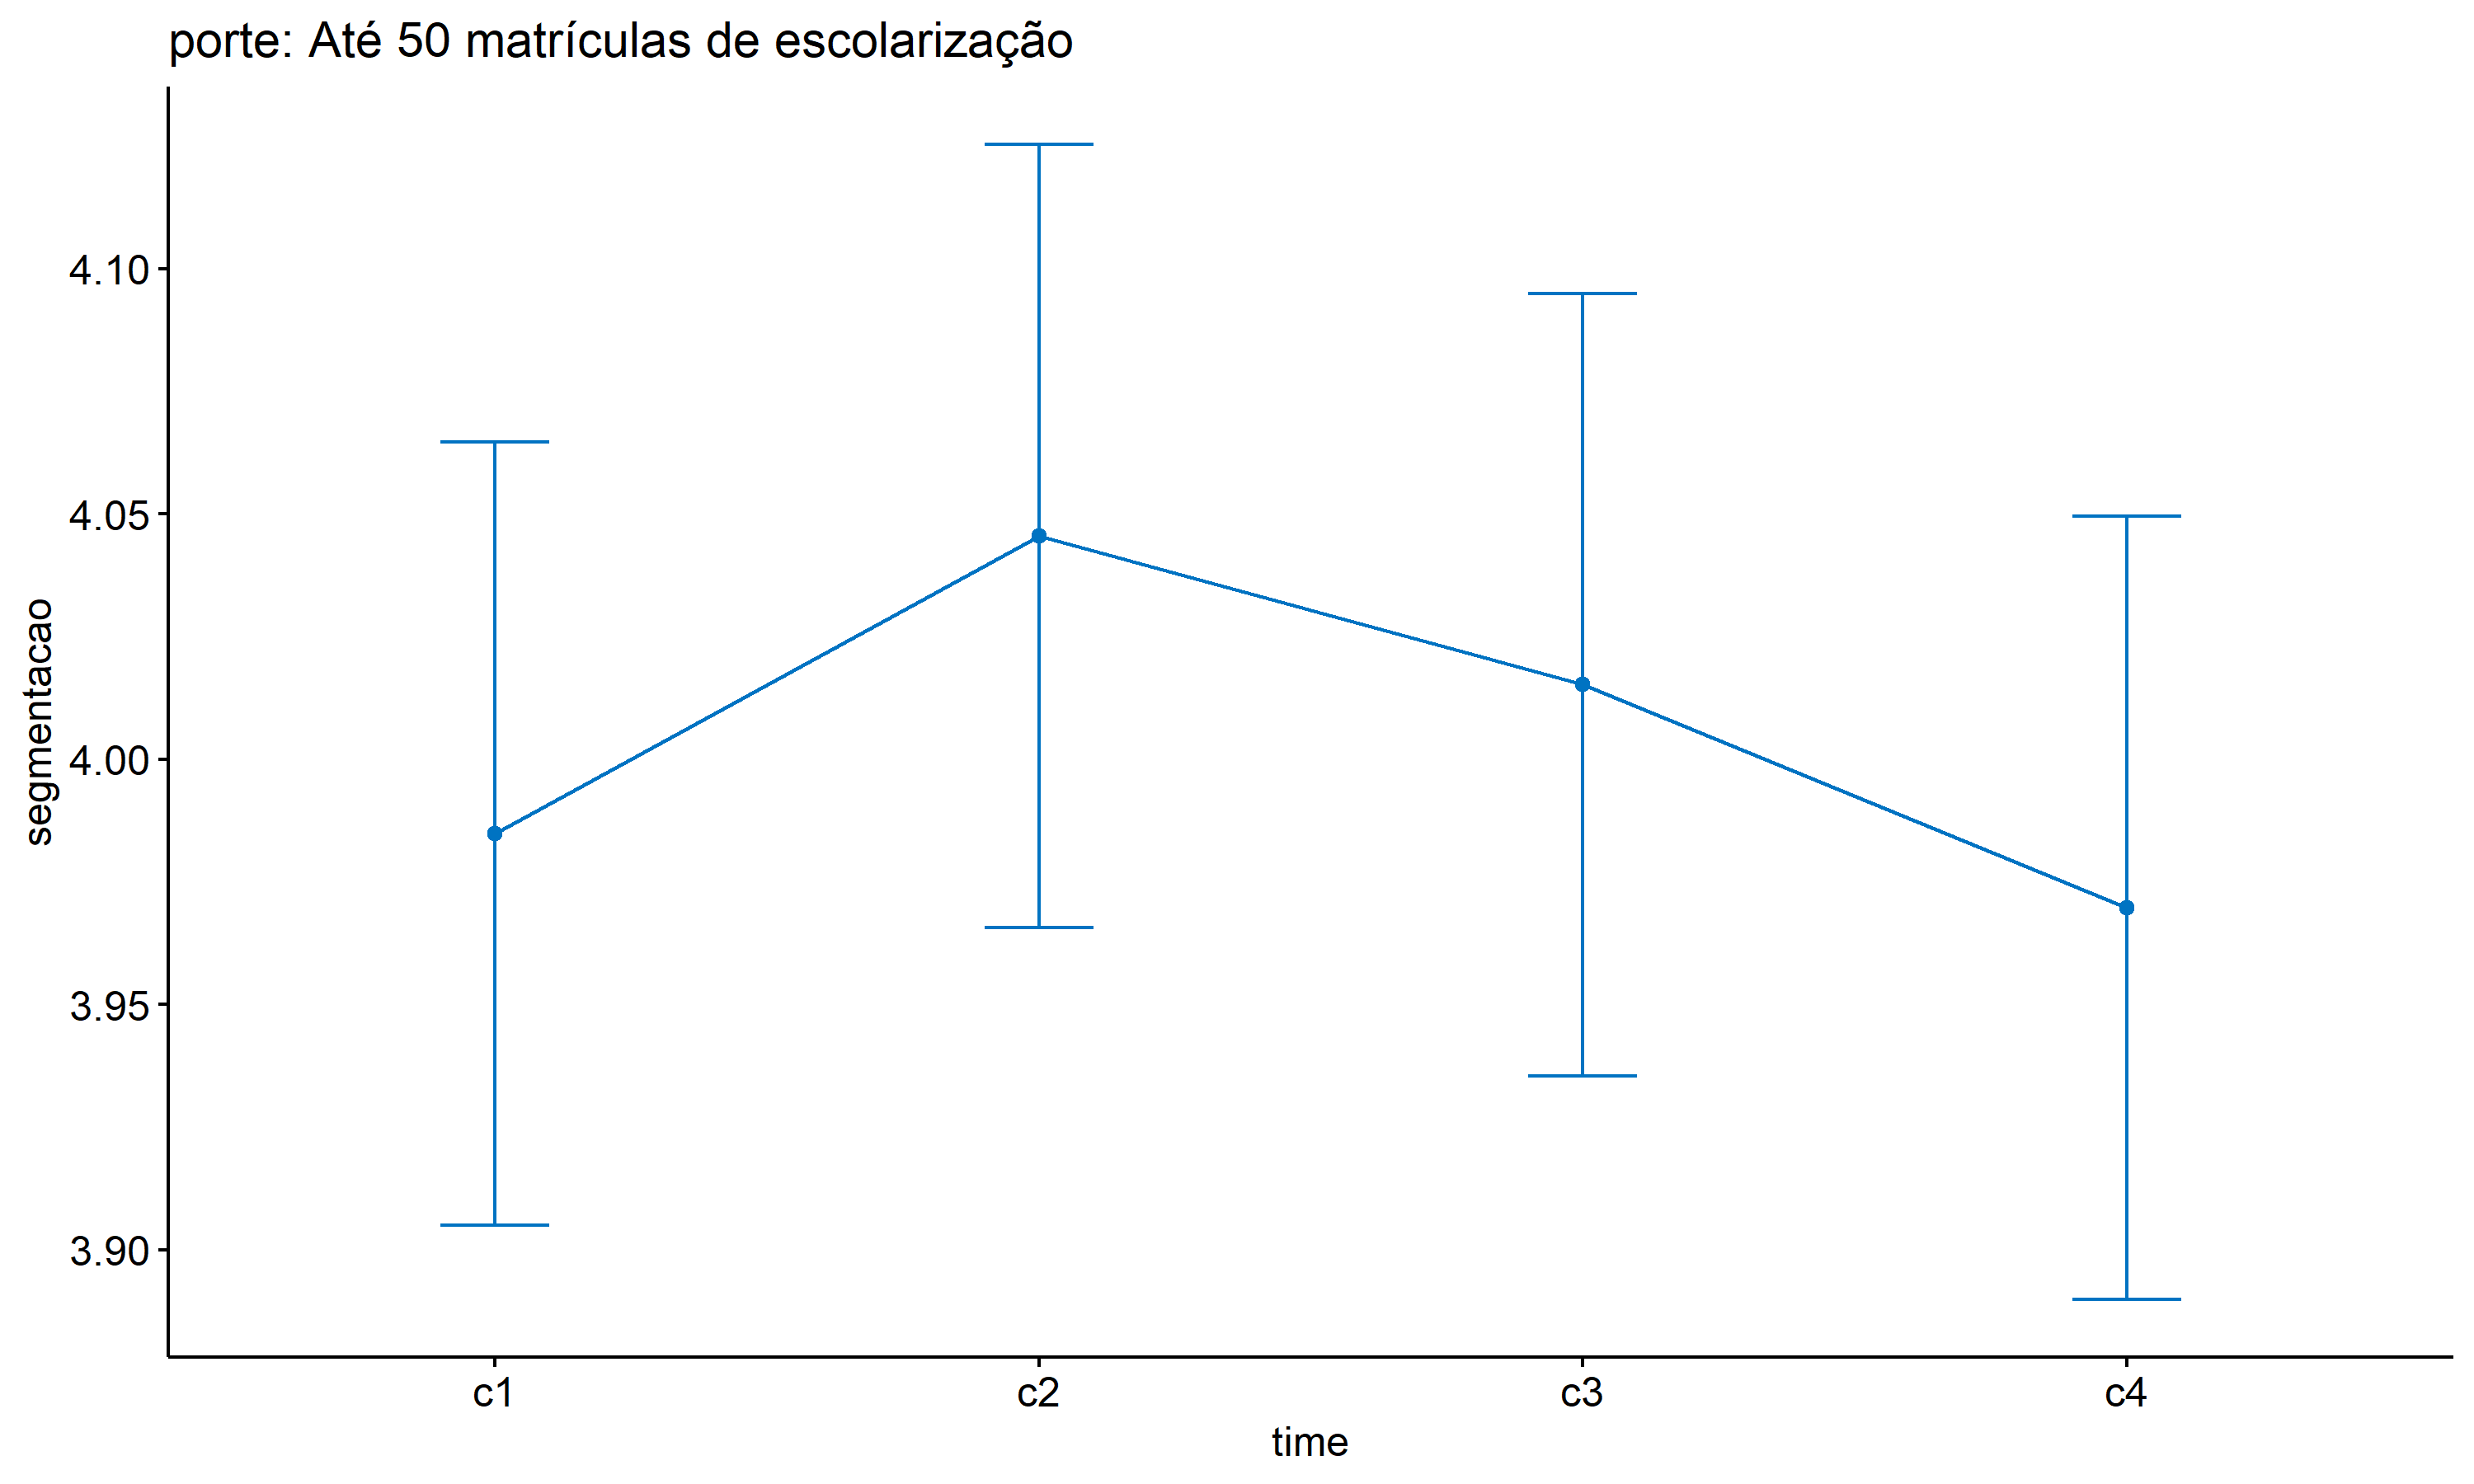 porte: Até 50 matrículas de escolarização
segmentacao
4.10
4.05
4.00
3.95
3.90
c1 c2 c3 c4
time